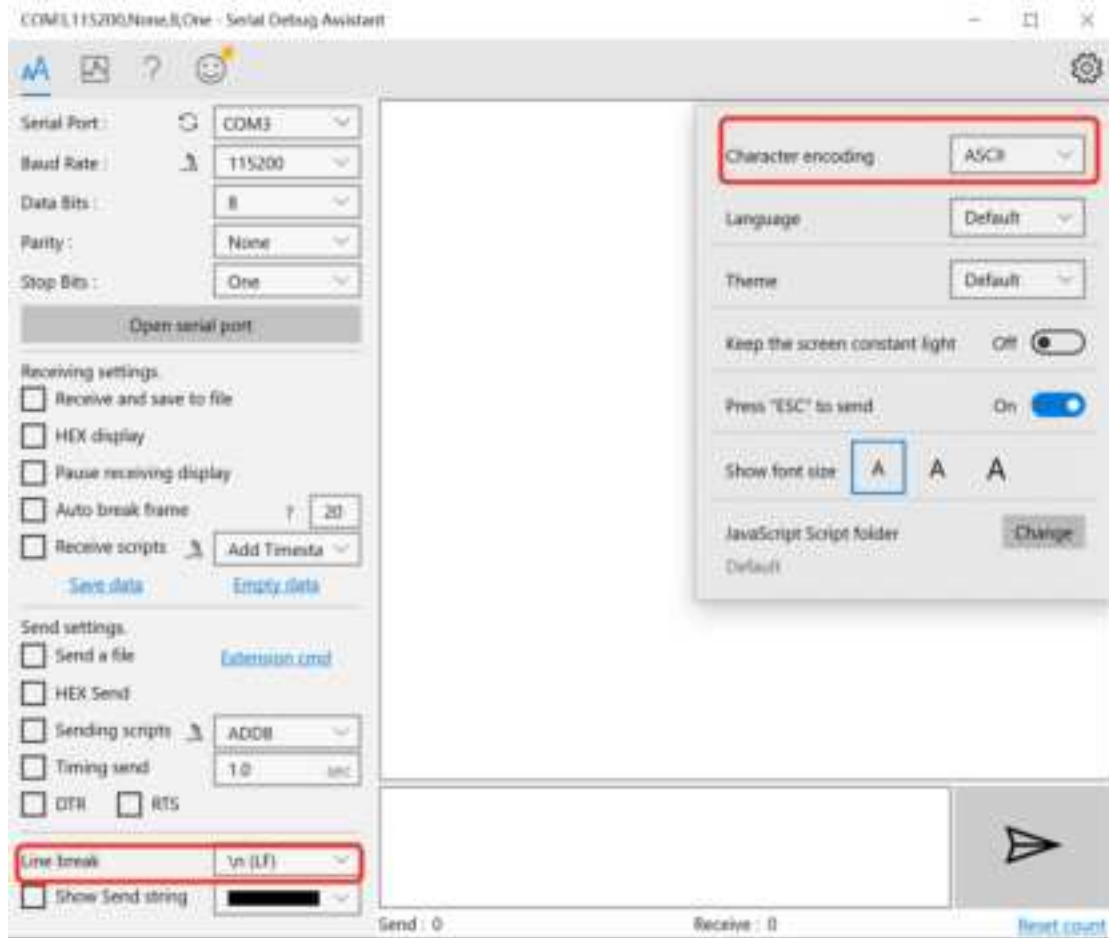 COM3,115200,None,8,One - Serial Debug Assistant
Serial Port :
COM3
Baud Rate :
115200
Data Bits :
8
Parity :
None
Stop Bits :
One
Open serial port
Receiving settings.
Receive and save to file
HEX display
Pause receiving display
Auto break frame
?
20
Receive scripts
Add Timesta
Save data
Empty data
Send settings.
Send a file
Extension cmd
HEX Send
Sending scripts
ADD8
Timing send
1.0
sec
DTR
RTS
Line break
\n (LF)
Show Send string
Character encoding
ASCII
Language
Default
Theme
Default
Keep the screen constant light
Off
Press "ESC" to send
On
Show font size
A
A
A
JavaScript Script folder
Change
Default
Send : 0
Receive : 0
Reset count